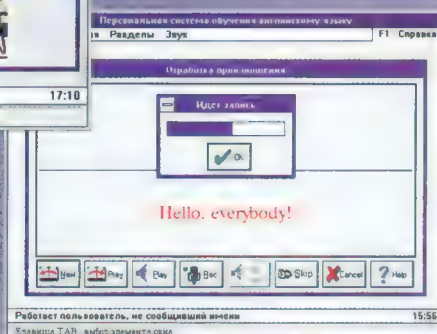 Персональная система обучения английскому языку
Разделы Звук
F1 Справка
Отработка произношения
17:10
Идет запись
Ok
Hello, everybody!
New Prev Play Rec Skip Cancel Help
Работает пользователь, не сообщивший имени 15:56
Клавиша TAB выбор элемента окна